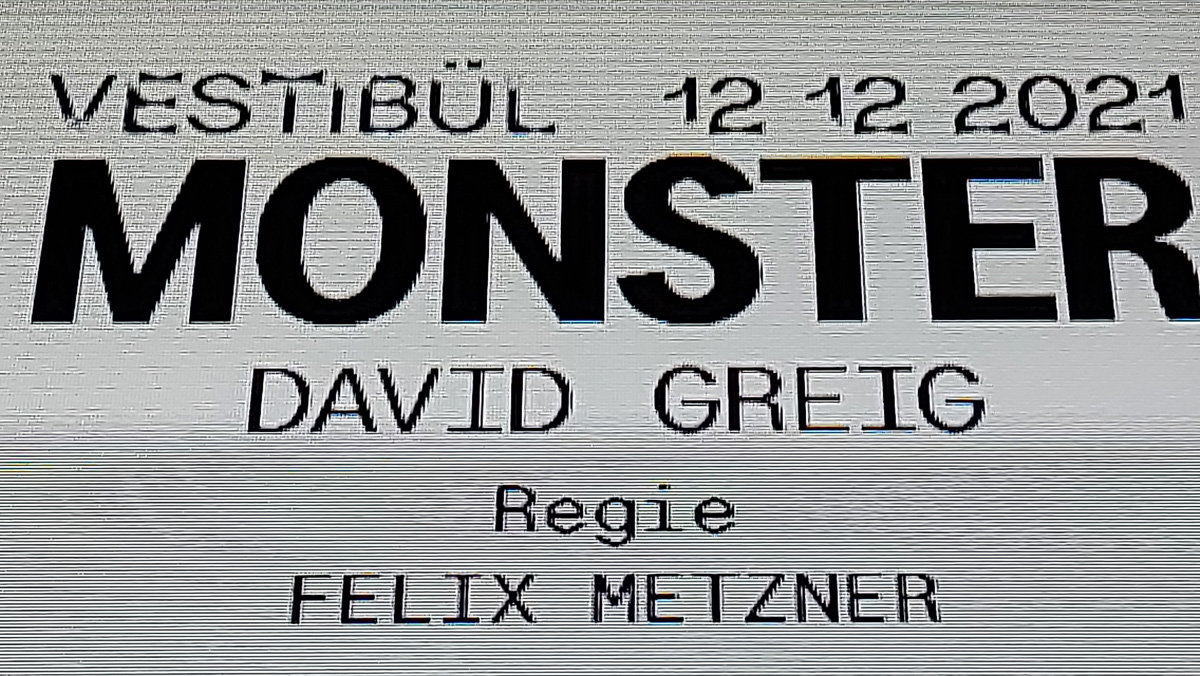 VESTIBÜL 12 12 2021
MONSTER
DAVID GREIG
Regie
FELIX METZNER